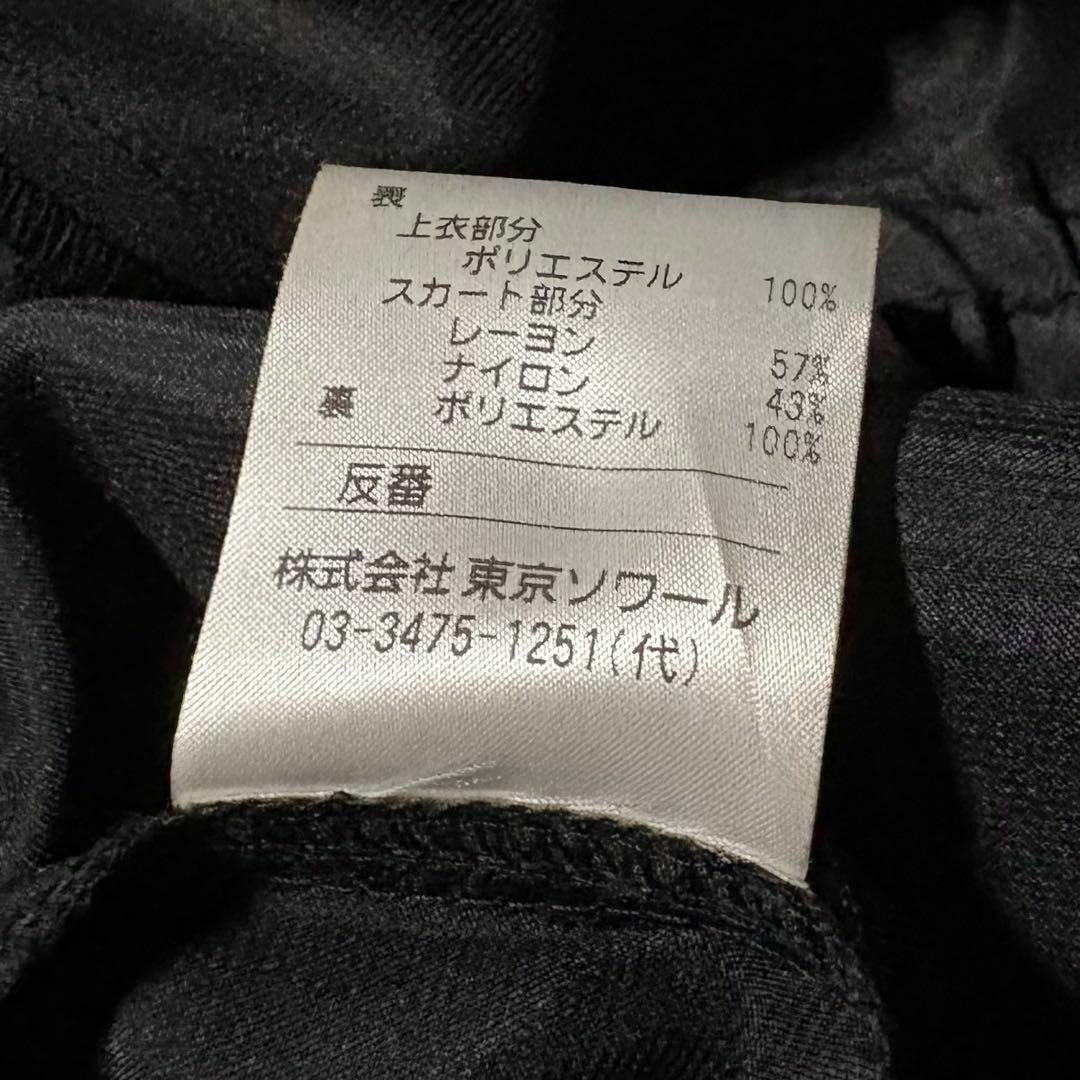 上衣部分
ポリエステル 100%
スカート部分
レーヨン 57%
ナイロン 43%
裏 ポリエステル 100%
反番
株式会社 東京ソワール
03-3475-1251(代)